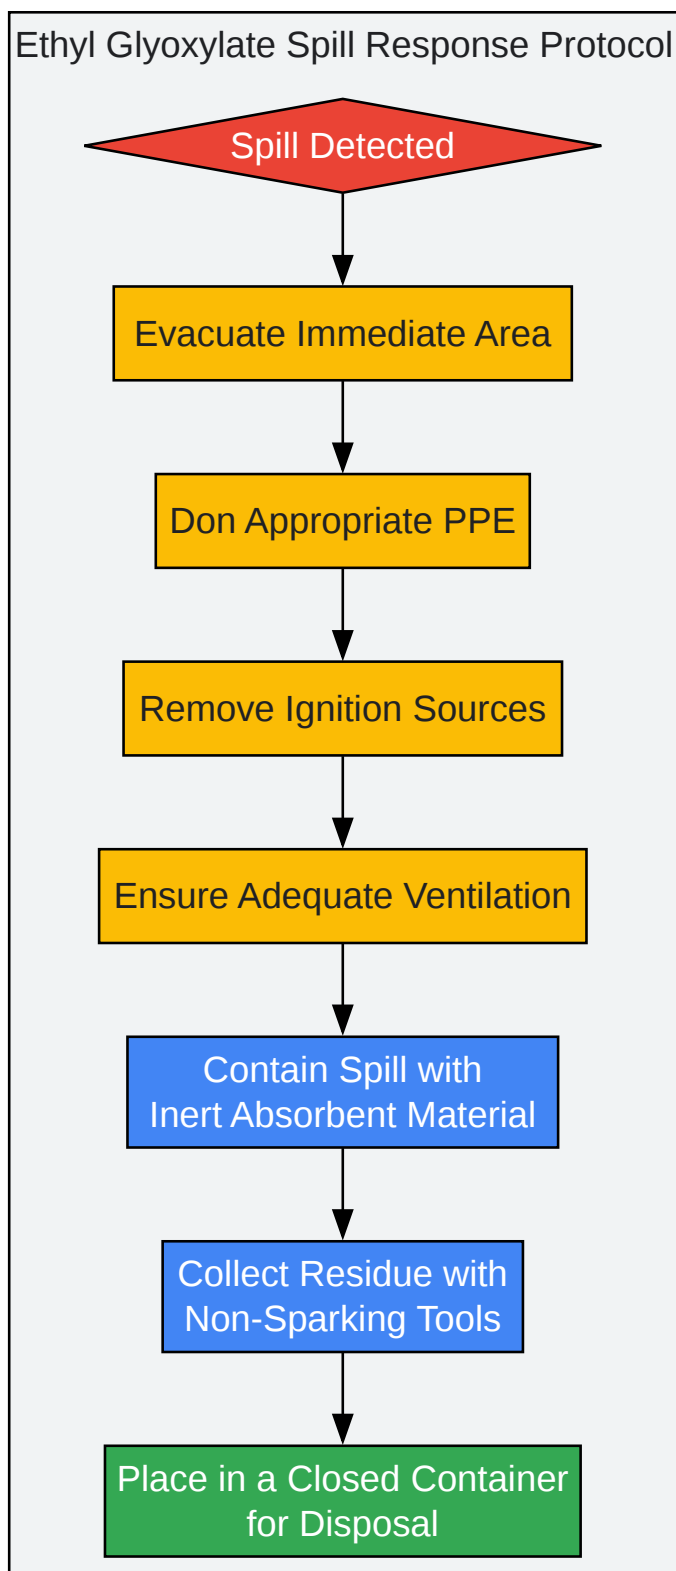 Ethyl Glyoxylate Spill Response Protocol
Spill Detected
Evacuate Immediate Area
Don Appropriate PPE
Remove Ignition Sources
Ensure Adequate Ventilation
Contain Spill with
Inert Absorbent Material
Collect Residue with
Non-Sparking Tools
Place in a Closed Container
for Disposal